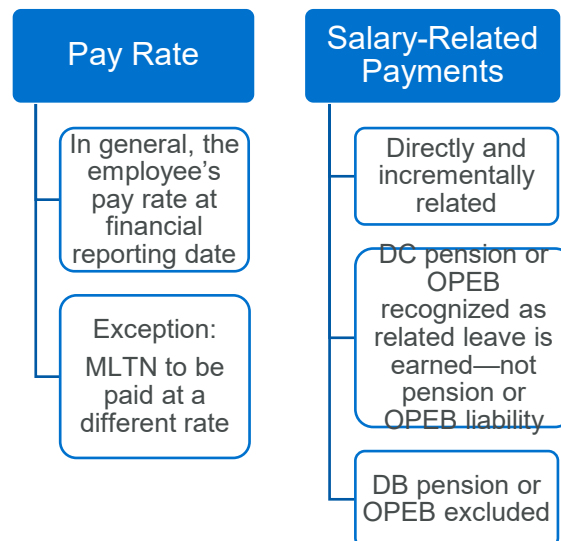 Pay Rate
In general, the
employee’s
pay rate at
financial
reporting date
Exception:
MLTN to be
paid at a
different rate
Salary-Related
Payments
Directly and
incrementally
related
DC pension or
OPEB
recognized as
related leave is
earned—not
pension or
OPEB liability
DB pension or
OPEB excluded